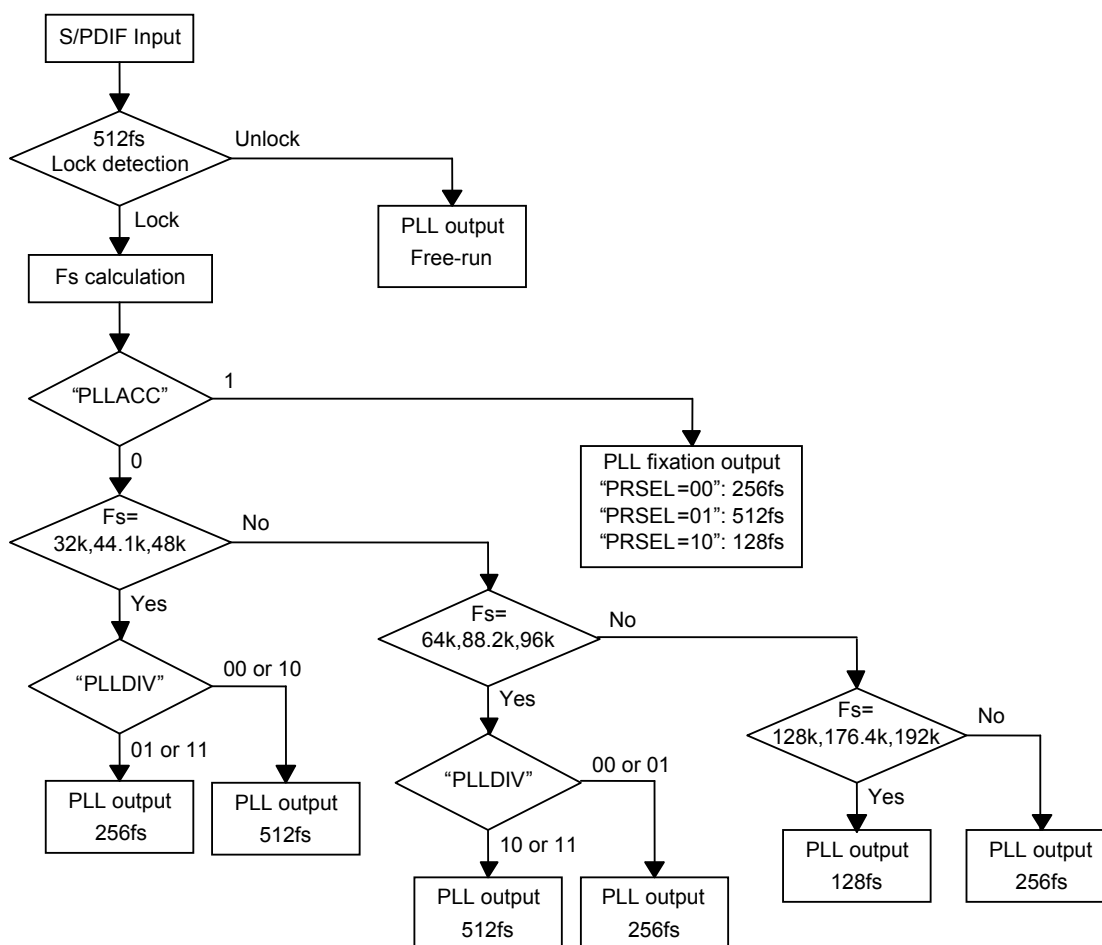 S/PDIF Input
512fs
Lock detection
Unlock
Lock
PLL output
Free-run
Fs calculation
“PLLACC”
1
0
PLL fixation output
“PRSEL=00”: 256fs
“PRSEL=01”: 512fs
“PRSEL=10”: 128fs
Fs=
32k,44.1k,48k
No
Yes
Fs=
64k,88.2k,96k
No
Yes
“PLLDIV”
00 or 10
01 or 11
Fs=
128k,176.4k,192k
No
Yes
“PLLDIV”
00 or 01
10 or 11
PLL output
256fs
PLL output
512fs
PLL output
128fs
PLL output
256fs
PLL output
512fs
PLL output
256fs